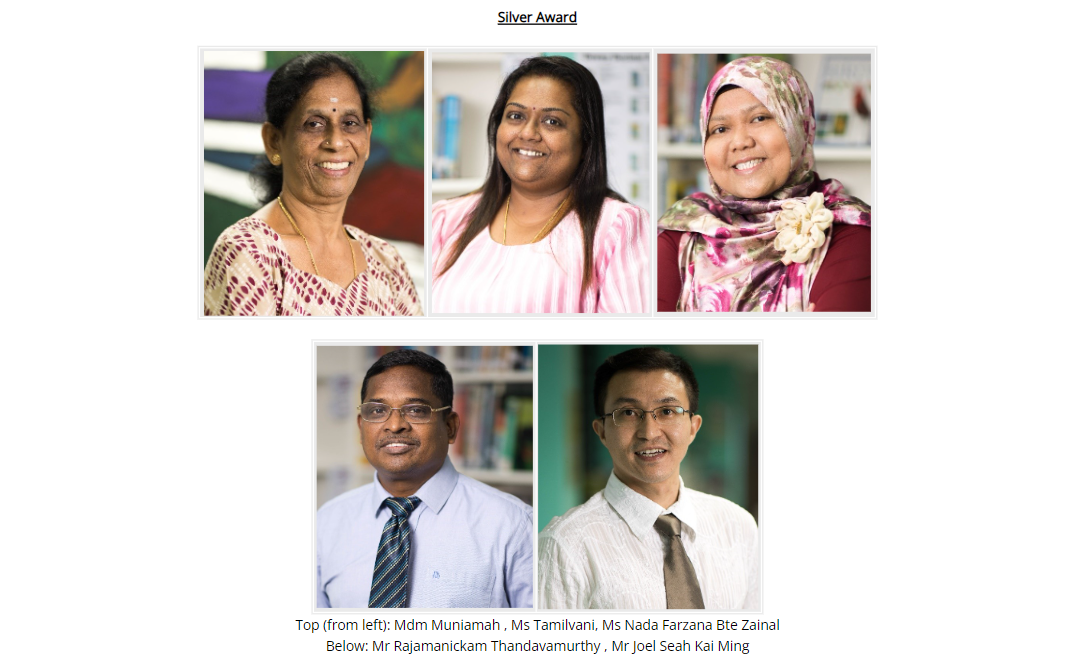 Silver Award
Top (from left): Mdm Muniamah , Ms Tamilvani, Ms Nada Farzana Bte Zainal
Below: Mr Rajamanickam Thandavamurthy , Mr Joel Seah Kai Ming